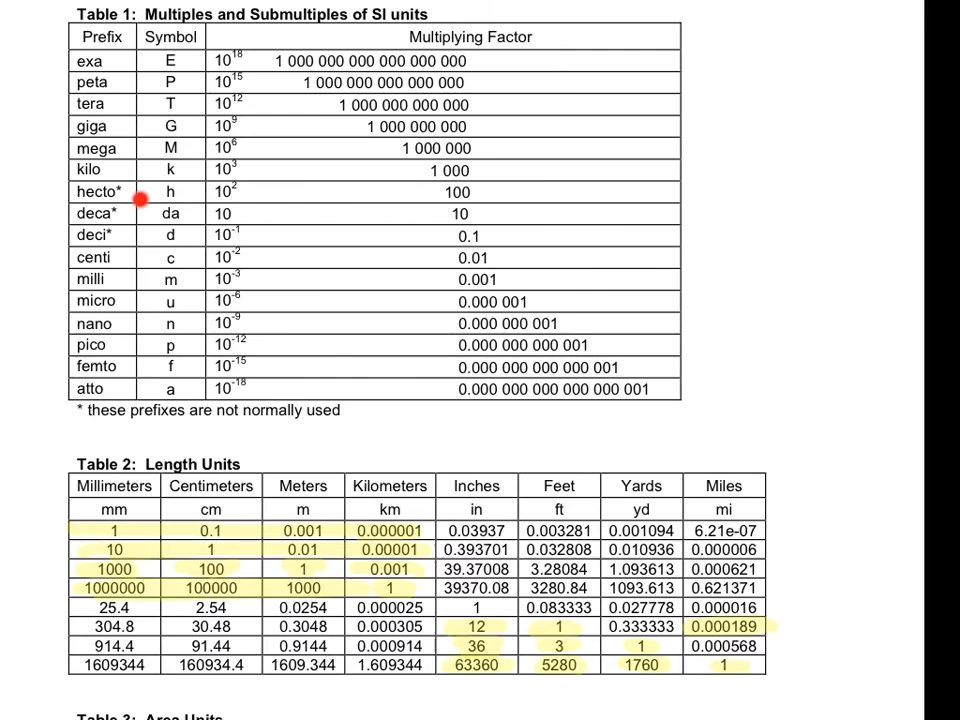 Table 1: Multiples and Submultiples of SI units
Prefix Symbol Multiplying Factor
exa E 10^18 1 000 000 000 000 000 000
peta P 10^15 1 000 000 000 000 000
tera T 10^12 1 000 000 000 000
giga G 10^9 1 000 000 000
mega M 10^6 1 000 000
kilo k 10^3 1 000
hecto* h 10^2 100
deca* da 10 10
deci* d 10^-1 0.1
centi c 10^-2 0.01
milli m 10^-3 0.001
micro u 10^-6 0.000 001
nano n 10^-9 0.000 000 001
pico p 10^-12 0.000 000 000 001
femto f 10^-15 0.000 000 000 000 001
atto a 10^-18 0.000 000 000 000 000 001
* these prefixes are not normally used
Table 2: Length Units
Millimeters Centimeters Meters Kilometers Inches Feet Yards Miles
mm cm m km in ft yd mi
1 0.1 0.001 0.000001 0.03937 0.003281 0.001094 6.21e-07
10 1 0.01 0.00001 0.393701 0.032808 0.010936 0.000006
1000 100 1 0.001 39.37008 3.28084 1.093613 0.000621
1000000 100000 1000 1 39370.08 3280.84 1093.613 0.621371
25.4 2.54 0.0254 0.000025 1 0.083333 0.027778 0.000016
304.8 30.48 0.3048 0.000305 12 1 0.333333 0.000189
914.4 91.44 0.9144 0.000914 36 3 1 0.000568
1609344 160934.4 1609.344 1.609344 63360 5280 1760 1
Table 3: Area Units